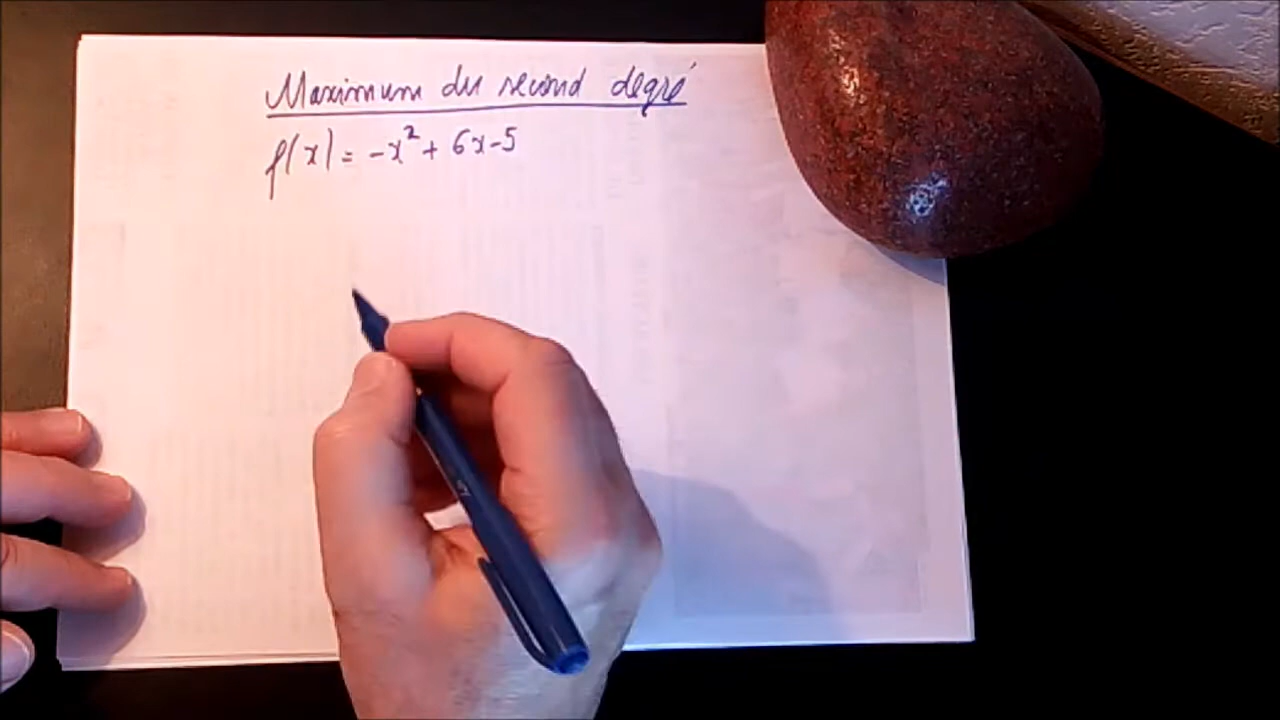 Maximum du second degré
f(x) = -x² + 6x-5